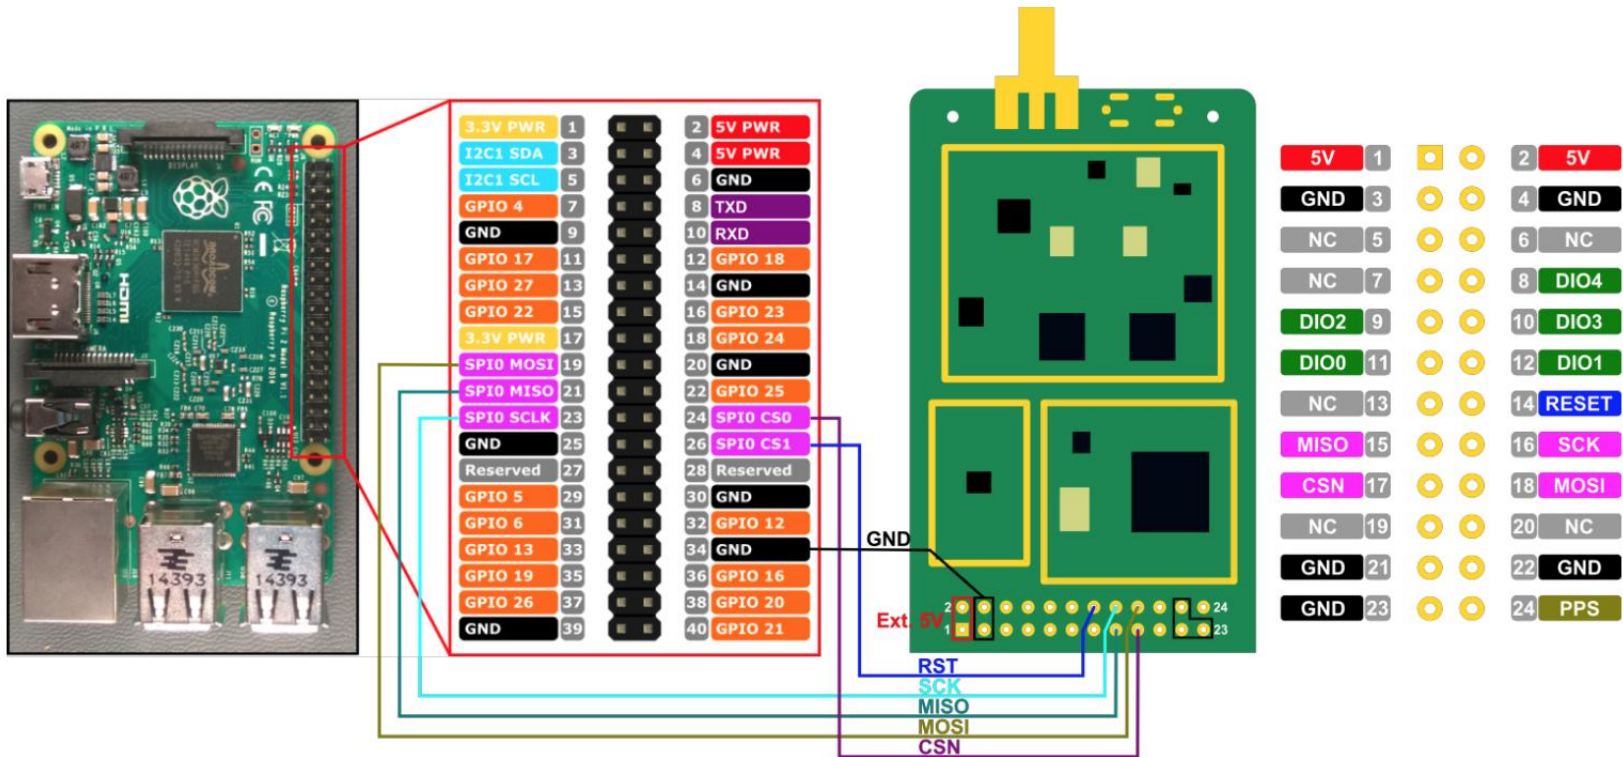 3.3V PWR 1 2 5V PWR
I2C1 SDA 3 4 5V PWR
I2C1 SCL 5 6 GND
GPIO 4 7 8 TXD
GND 9 10 RXD
GPIO 17 11 12 GPIO 18
GPIO 27 13 14 GND
GPIO 22 15 16 GPIO 23
3.3V PWR 17 18 GPIO 24
SPI0 MOSI 19 20 GND
SPI0 MISO 21 22 GPIO 25
SPI0 SCLK 23 24 SPI0 CS0
GND 25 26 SPI0 CS1
Reserved 27 28 Reserved
GPIO 5 29 30 GND
GPIO 6 31 32 GPIO 12
GPIO 13 33 34 GND
GPIO 19 35 36 GPIO 16
GPIO 26 37 38 GPIO 20
GND 39 40 GPIO 21
DISPLAY
HDMI
FC
14393
14393
GND
2 24
Ext. 5V
1 23
RST
SCK
MISO
MOSI
CSN
5V 1 2 5V
GND 3 4 GND
NC 5 6 NC
NC 7 8 DIO4
DIO2 9 10 DIO3
DIO0 11 12 DIO1
NC 13 14 RESET
MISO 15 16 SCK
CSN 17 18 MOSI
NC 19 20 NC
GND 21 22 GND
GND 23 24 PPS